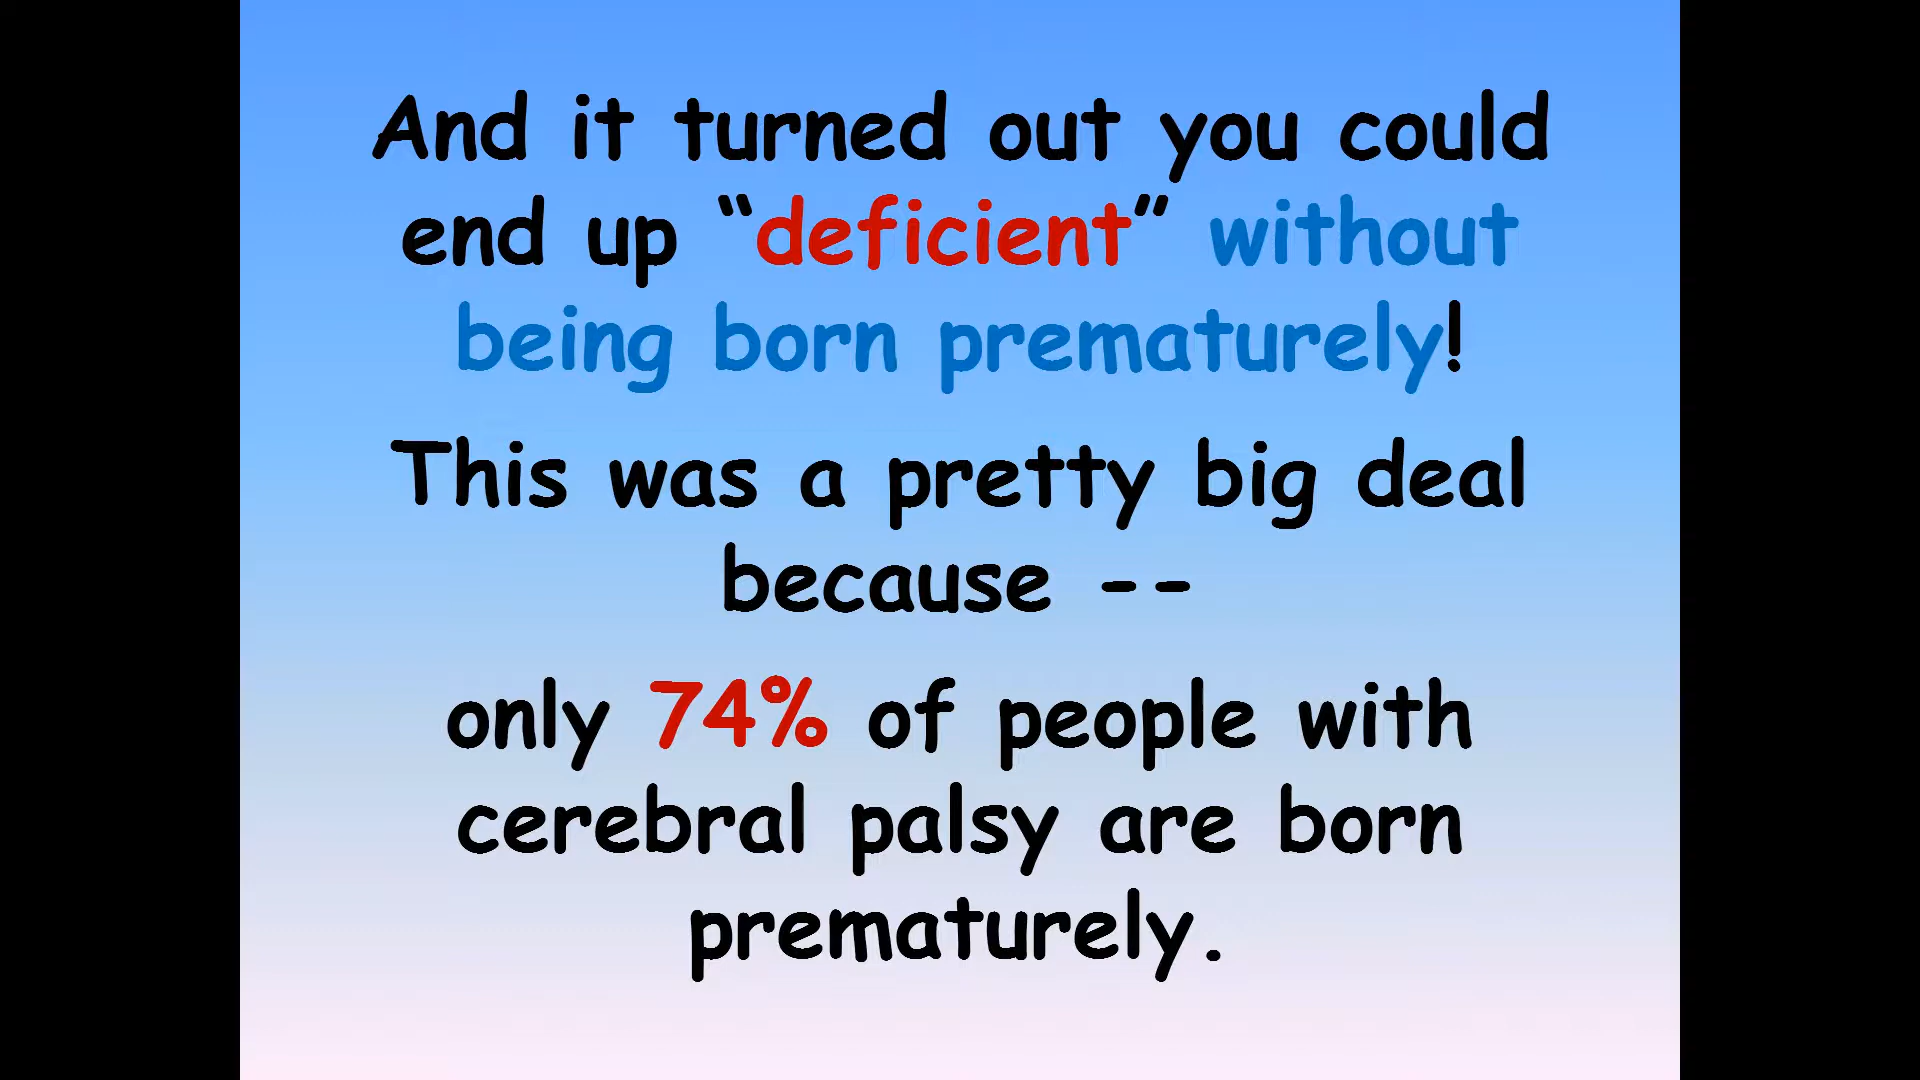 And it turned out you could
end up “deficient” without
being born prematurely!
This was a pretty big deal
because --
only 74% of people with
cerebral palsy are born
prematurely.